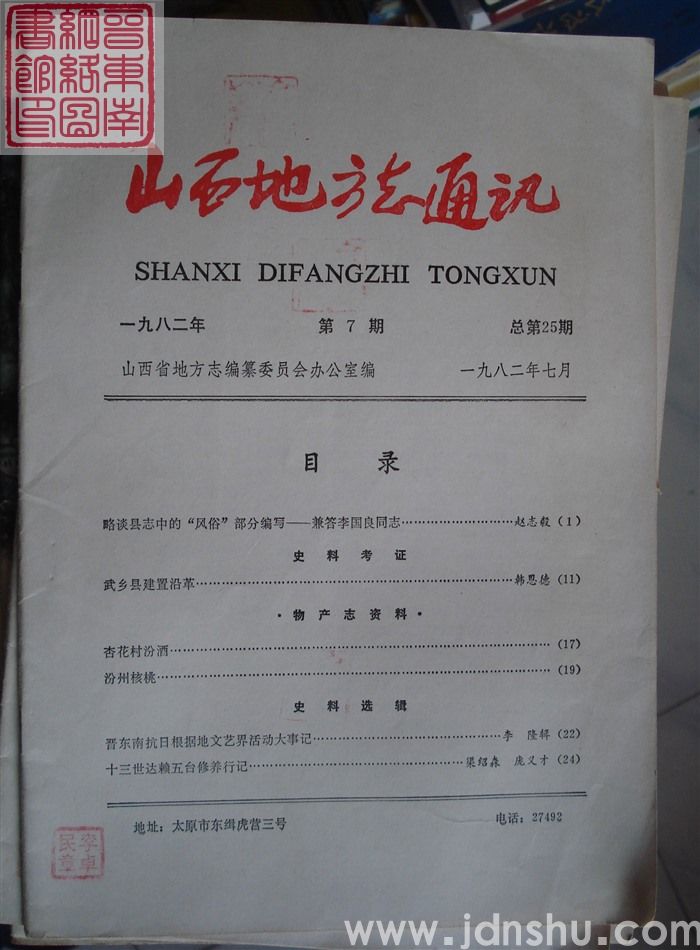 晋东南
网络图
书馆印
山西地方志通讯
SHANXI DIFANGZHI TONGXUN
一九八二年 第7期 总第25期
山西省地方志编纂委员会办公室编 一九八二年七月
目录
略谈县志中的“风俗”部分编写——兼答李国良同志…………………赵志毅(1)
史料考证
武乡县建置沿革…………………韩思德(11)
·物产志资料·
杏花村汾酒…………………(17)
汾州核桃…………………(19)
史料选辑
晋东南抗日根据地文艺界活动大事记…………………李隆辑(22)
十三世达赖五台修养行记…………………梁绍森 庞义才(24)
地址:太原市东缉虎营三号 电话:27492
李卓
民章
www.jdnshu.com